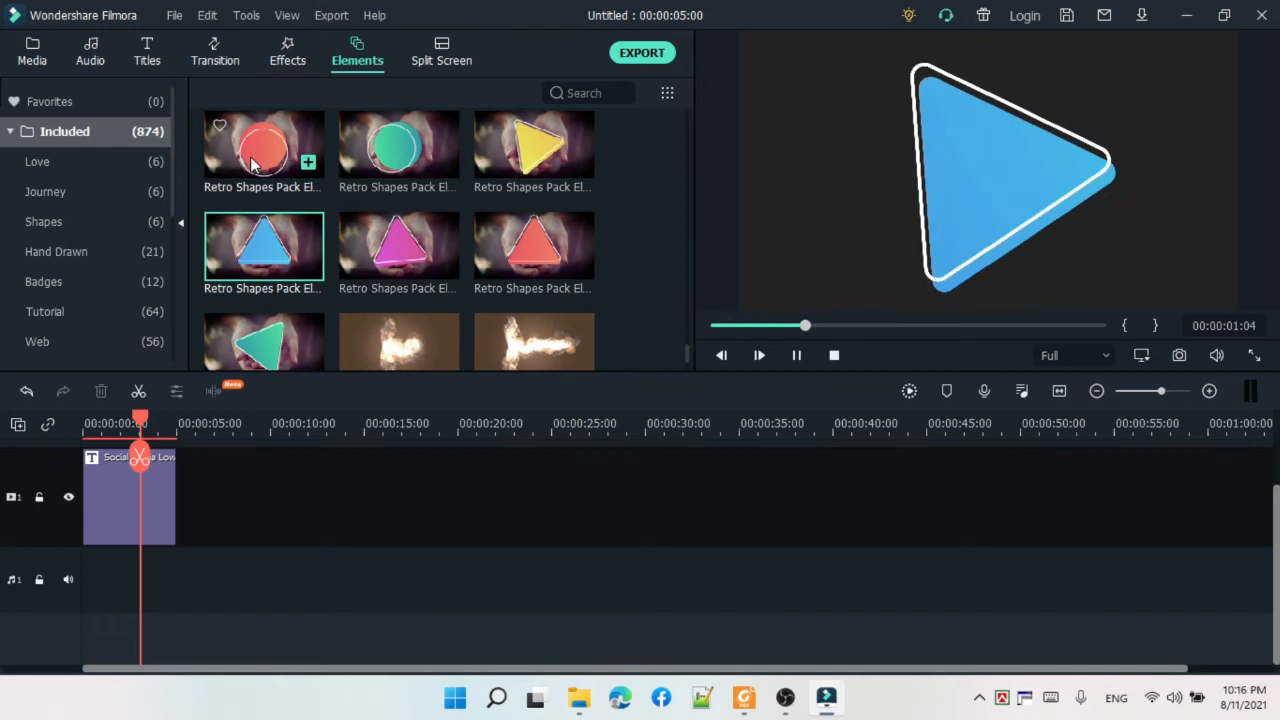 Wondershare Filmora File Edit Tools View Export Help Untitled : 00:00:05:00 Login
Media Audio Titles Transition Effects Elements Split Screen EXPORT
Favorites (0) Search
Included (874)
Love (6)
Journey (6)
Shapes (6)
Hand Drawn (21)
Badges (12)
Tutorial (64)
Web (56)
Retro Shapes Pack El... Retro Shapes Pack El... Retro Shapes Pack El...
Retro Shapes Pack El... Retro Shapes Pack El... Retro Shapes Pack El...
{ } 00:00:01:04
Full
Beta
00:00:00:0 00:00:05:00 00:00:10:00 00:00:15:00 00:00:20:00 00:00:25:00 00:00:30:00 00:00:35:00 00:00:40:00 00:00:45:00 00:00:50:00 00:00:55:00 00:01:00:00
T Social a Low
1
1
ENG 10:16 PM
8/11/2021